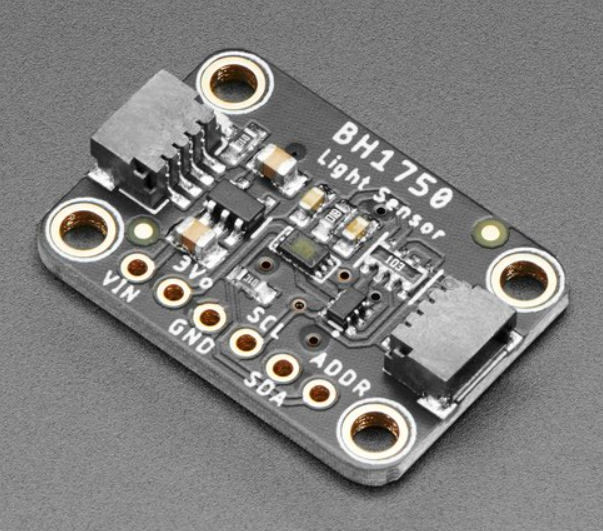 BH1750
Light Sensor
103
VIN
3Vo
GND
SCL
SDA
ADDR